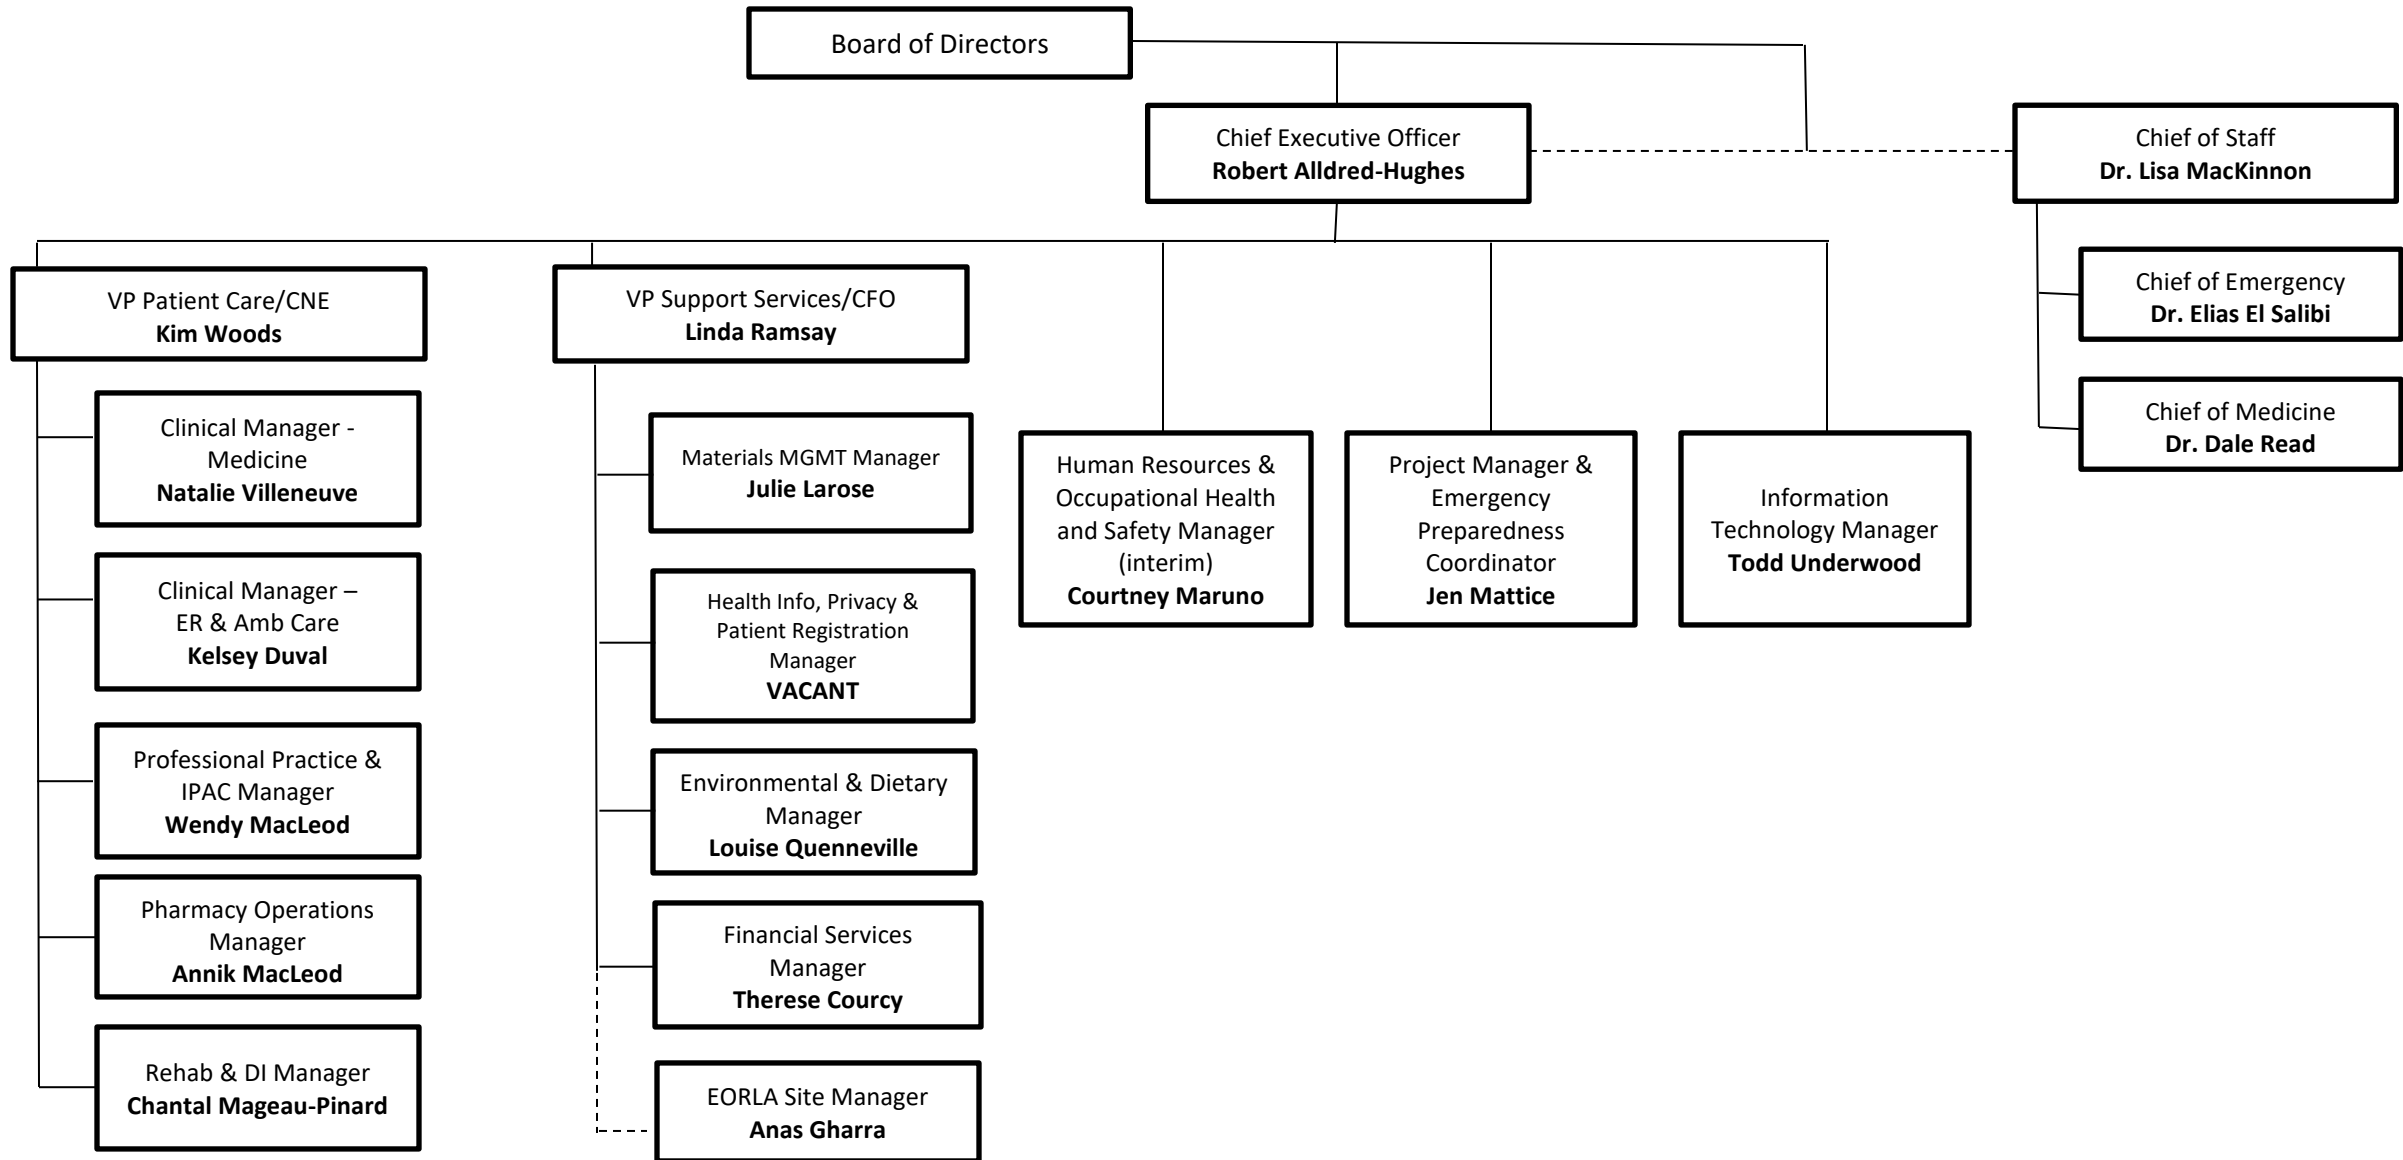 Board of Directors
Chief Executive Officer
Robert Alldred-Hughes
Chief of Staff
Dr. Lisa MacKinnon
Chief of Emergency
Dr. Elias El Salibi
Chief of Medicine
Dr. Dale Read
VP Patient Care/CNE
Kim Woods
Clinical Manager -
Medicine
Natalie Villeneuve
Clinical Manager –
ER & Amb Care
Kelsey Duval
Professional Practice &
IPAC Manager
Wendy MacLeod
Pharmacy Operations
Manager
Annik MacLeod
Rehab & DI Manager
Chantal Mageau-Pinard
VP Support Services/CFO
Linda Ramsay
Materials MGMT Manager
Julie Larose
Health Info, Privacy &
Patient Registration
Manager
VACANT
Environmental & Dietary
Manager
Louise Quenneville
Financial Services
Manager
Therese Courcy
EORLA Site Manager
Anas Gharra
Human Resources &
Occupational Health
and Safety Manager
(interim)
Courtney Maruno
Project Manager &
Emergency
Preparedness
Coordinator
Jen Mattice
Information
Technology Manager
Todd Underwood